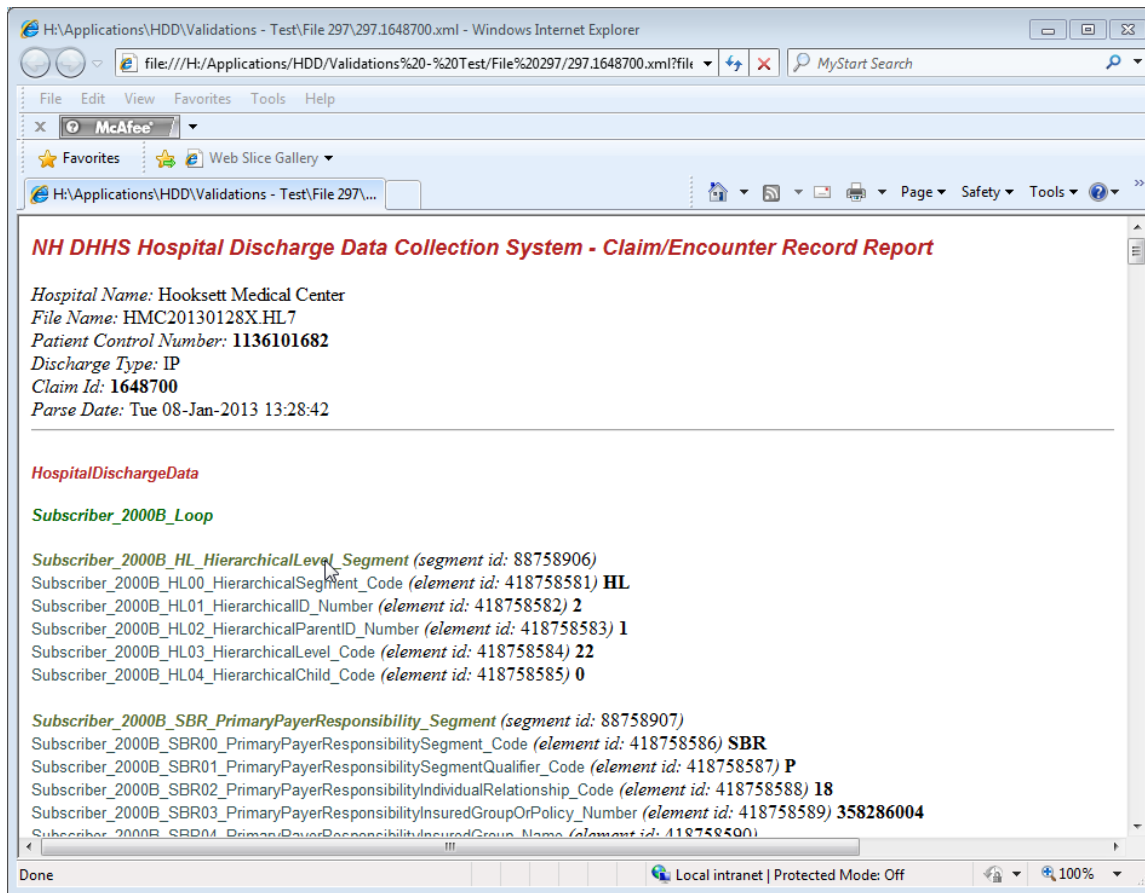 H:\Applications\HDD\Validations - Test\File 297\297.1648700.xml - Windows Internet Explorer
file:///H:/Applications/HDD/Validations%20-%20Test/File%20297/297.1648700.xml?file
MyStart Search
File Edit View Favorites Tools Help
x McAfee
Favorites Web Slice Gallery
H:\Applications\HDD\Validations - Test\File 297\... Page Safety Tools
NH DHHS Hospital Discharge Data Collection System - Claim/Encounter Record Report
Hospital Name: Hooksett Medical Center
File Name: HMC20130128X.HL7
Patient Control Number: 1136101682
Discharge Type: IP
Claim Id: 1648700
Parse Date: Tue 08-Jan-2013 13:28:42
HospitalDischargeData
Subscriber_2000B_Loop
Subscriber_2000B_HL_HierarchicalLevel_Segment (segment id: 88758906)
Subscriber_2000B_HL00_HierarchicalSegment_Code (element id: 418758581) HL
Subscriber_2000B_HL01_HierarchicalID_Number (element id: 418758582) 2
Subscriber_2000B_HL02_HierarchicalParentID_Number (element id: 418758583) 1
Subscriber_2000B_HL03_HierarchicalLevel_Code (element id: 418758584) 22
Subscriber_2000B_HL04_HierarchicalChild_Code (element id: 418758585) 0
Subscriber_2000B_SBR_PrimaryPayerResponsibility_Segment (segment id: 88758907)
Subscriber_2000B_SBR00_PrimaryPayerResponsibilitySegment_Code (element id: 418758586) SBR
Subscriber_2000B_SBR01_PrimaryPayerResponsibilitySegmentQualifier_Code (element id: 418758587) P
Subscriber_2000B_SBR02_PrimaryPayerResponsibilityIndividualRelationship_Code (element id: 418758588) 18
Subscriber_2000B_SBR03_PrimaryPayerResponsibilityInsuredGroupOrPolicy_Number (element id: 418758589) 358286004
Subscriber_2000B_SBR04_PrimaryPayerResponsibilityInsuredGroup_Name (element id: 418758590)
Done Local intranet | Protected Mode: Off 100%